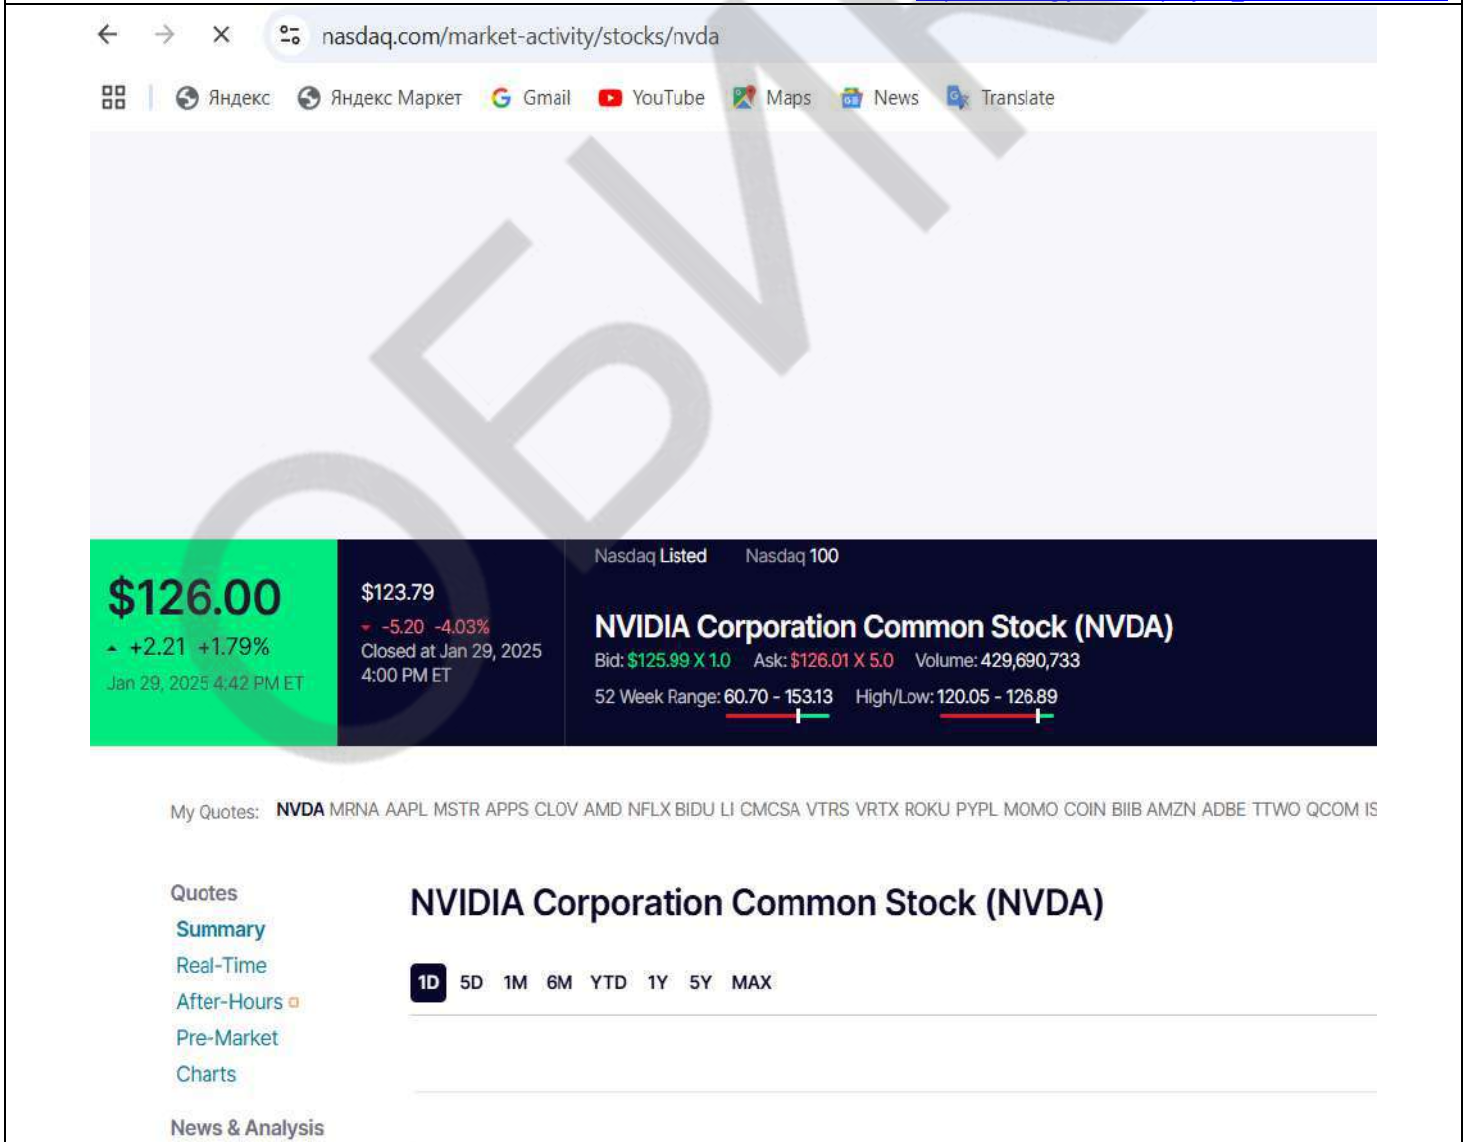 nasdaq.com/market-activity/stocks/nvda
Яндекс Яндекс Маркет Gmail YouTube Maps News Translate
ОБИК
Nasdaq Listed Nasdaq 100
$126.00
+2.21 +1.79%
Jan 29, 2025 4:42 PM ET
$123.79
-5.20 -4.03%
Closed at Jan 29, 2025
4:00 PM ET
NVIDIA Corporation Common Stock (NVDA)
Bid: $125.99 X 1.0 Ask: $126.01 X 5.0 Volume: 429,690,733
52 Week Range: 60.70 - 153.13 High/Low: 120.05 - 126.89
My Quotes: NVDA MRNA AAPL MSTR APPS CLOV AMD NFLX BIDU LI CMCSA VTRS VRTX ROKU PYPL MOMO COIN BIIB AMZN ADBE TTWO QCOM IS
Quotes
Summary
Real-Time
After-Hours
Pre-Market
Charts
News & Analysis
NVIDIA Corporation Common Stock (NVDA)
1D 5D 1M 6M YTD 1Y 5Y MAX